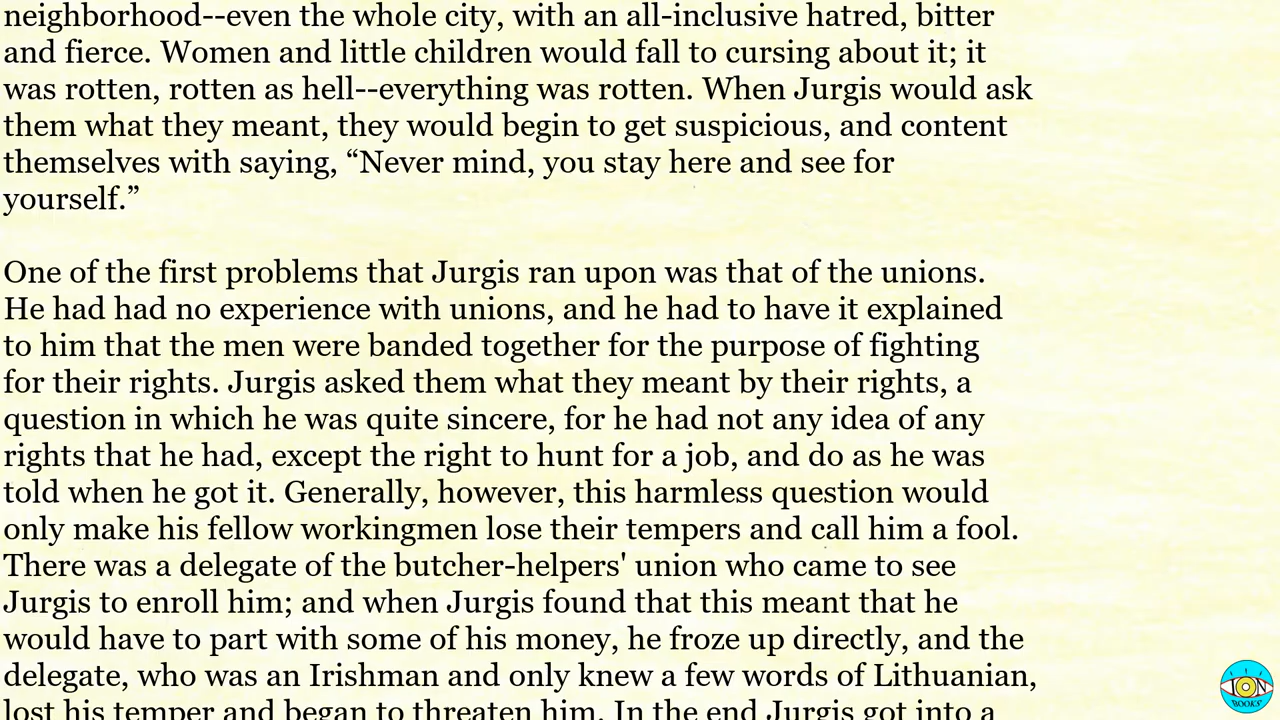 neighborhood--even the whole city, with an all-inclusive hatred, bitter
and fierce. Women and little children would fall to cursing about it; it
was rotten, rotten as hell--everything was rotten. When Jurgis would ask
them what they meant, they would begin to get suspicious, and content
themselves with saying, “Never mind, you stay here and see for
yourself.”
One of the first problems that Jurgis ran upon was that of the unions.
He had had no experience with unions, and he had to have it explained
to him that the men were banded together for the purpose of fighting
for their rights. Jurgis asked them what they meant by their rights, a
question in which he was quite sincere, for he had not any idea of any
rights that he had, except the right to hunt for a job, and do as he was
told when he got it. Generally, however, this harmless question would
only make his fellow workingmen lose their tempers and call him a fool.
There was a delegate of the butcher-helpers' union who came to see
Jurgis to enroll him; and when Jurgis found that this meant that he
would have to part with some of his money, he froze up directly, and the
delegate, who was an Irishman and only knew a few words of Lithuanian,
lost his temper and began to threaten him. In the end Jurgis got into a
ION
BOOKS